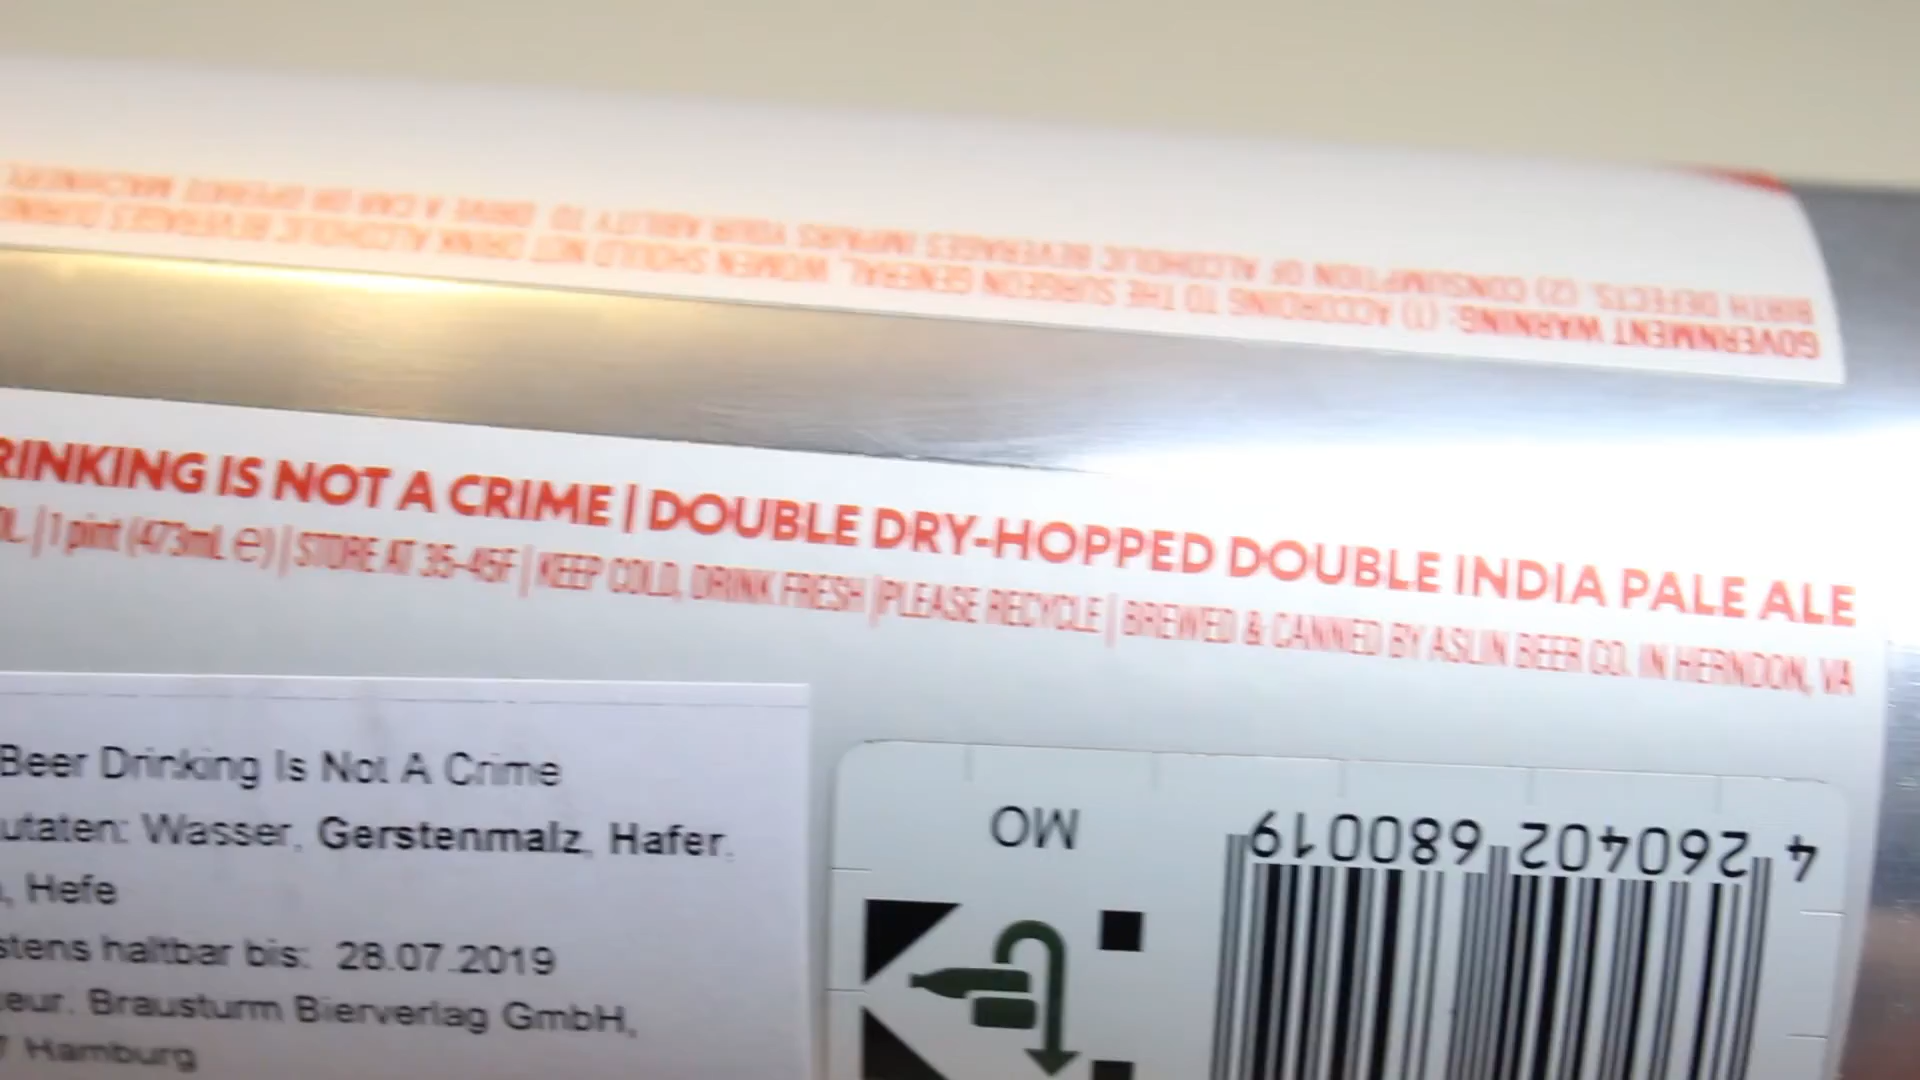 GOVERNMENT WARNING: (1) ACCORDING TO THE SURGEON GENERAL, WOMEN SHOULD NOT DRINK ALCOHOLIC BEVERAGES DURING
BIRTH DEFECTS. (2) CONSUMPTION OF ALCOHOLIC BEVERAGES IMPAIRS YOUR ABILITY TO DRIVE A CAR OR OPERATE MACHINERY
RINKING IS NOT A CRIME | DOUBLE DRY-HOPPED DOUBLE INDIA PALE ALE
OL. | 1 pint (473mL ℮) | STORE AT 35-45F | KEEP COLD, DRINK FRESH | PLEASE RECYCLE | BREWED & CANNED BY ASLIN BEER CO. IN HERNDON, VA
Beer Drinking Is Not A Crime
utaten: Wasser, Gerstenmalz, Hafer,
, Hefe
stens haltbar bis: 28.07.2019
eur: Brausturm Bierverlag GmbH,
7 Hamburg
MO
4 260402 680019